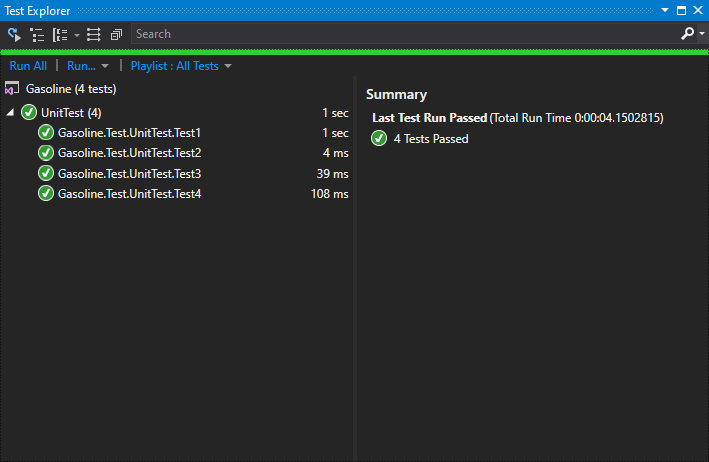 Test Explorer
Search
Run All | Run... | Playlist : All Tests
Gasoline (4 tests)
UnitTest (4) 1 sec
Gasoline.Test.UnitTest.Test1 1 sec
Gasoline.Test.UnitTest.Test2 4 ms
Gasoline.Test.UnitTest.Test3 39 ms
Gasoline.Test.UnitTest.Test4 108 ms
Summary
Last Test Run Passed (Total Run Time 0:00:04.1502815)
4 Tests Passed